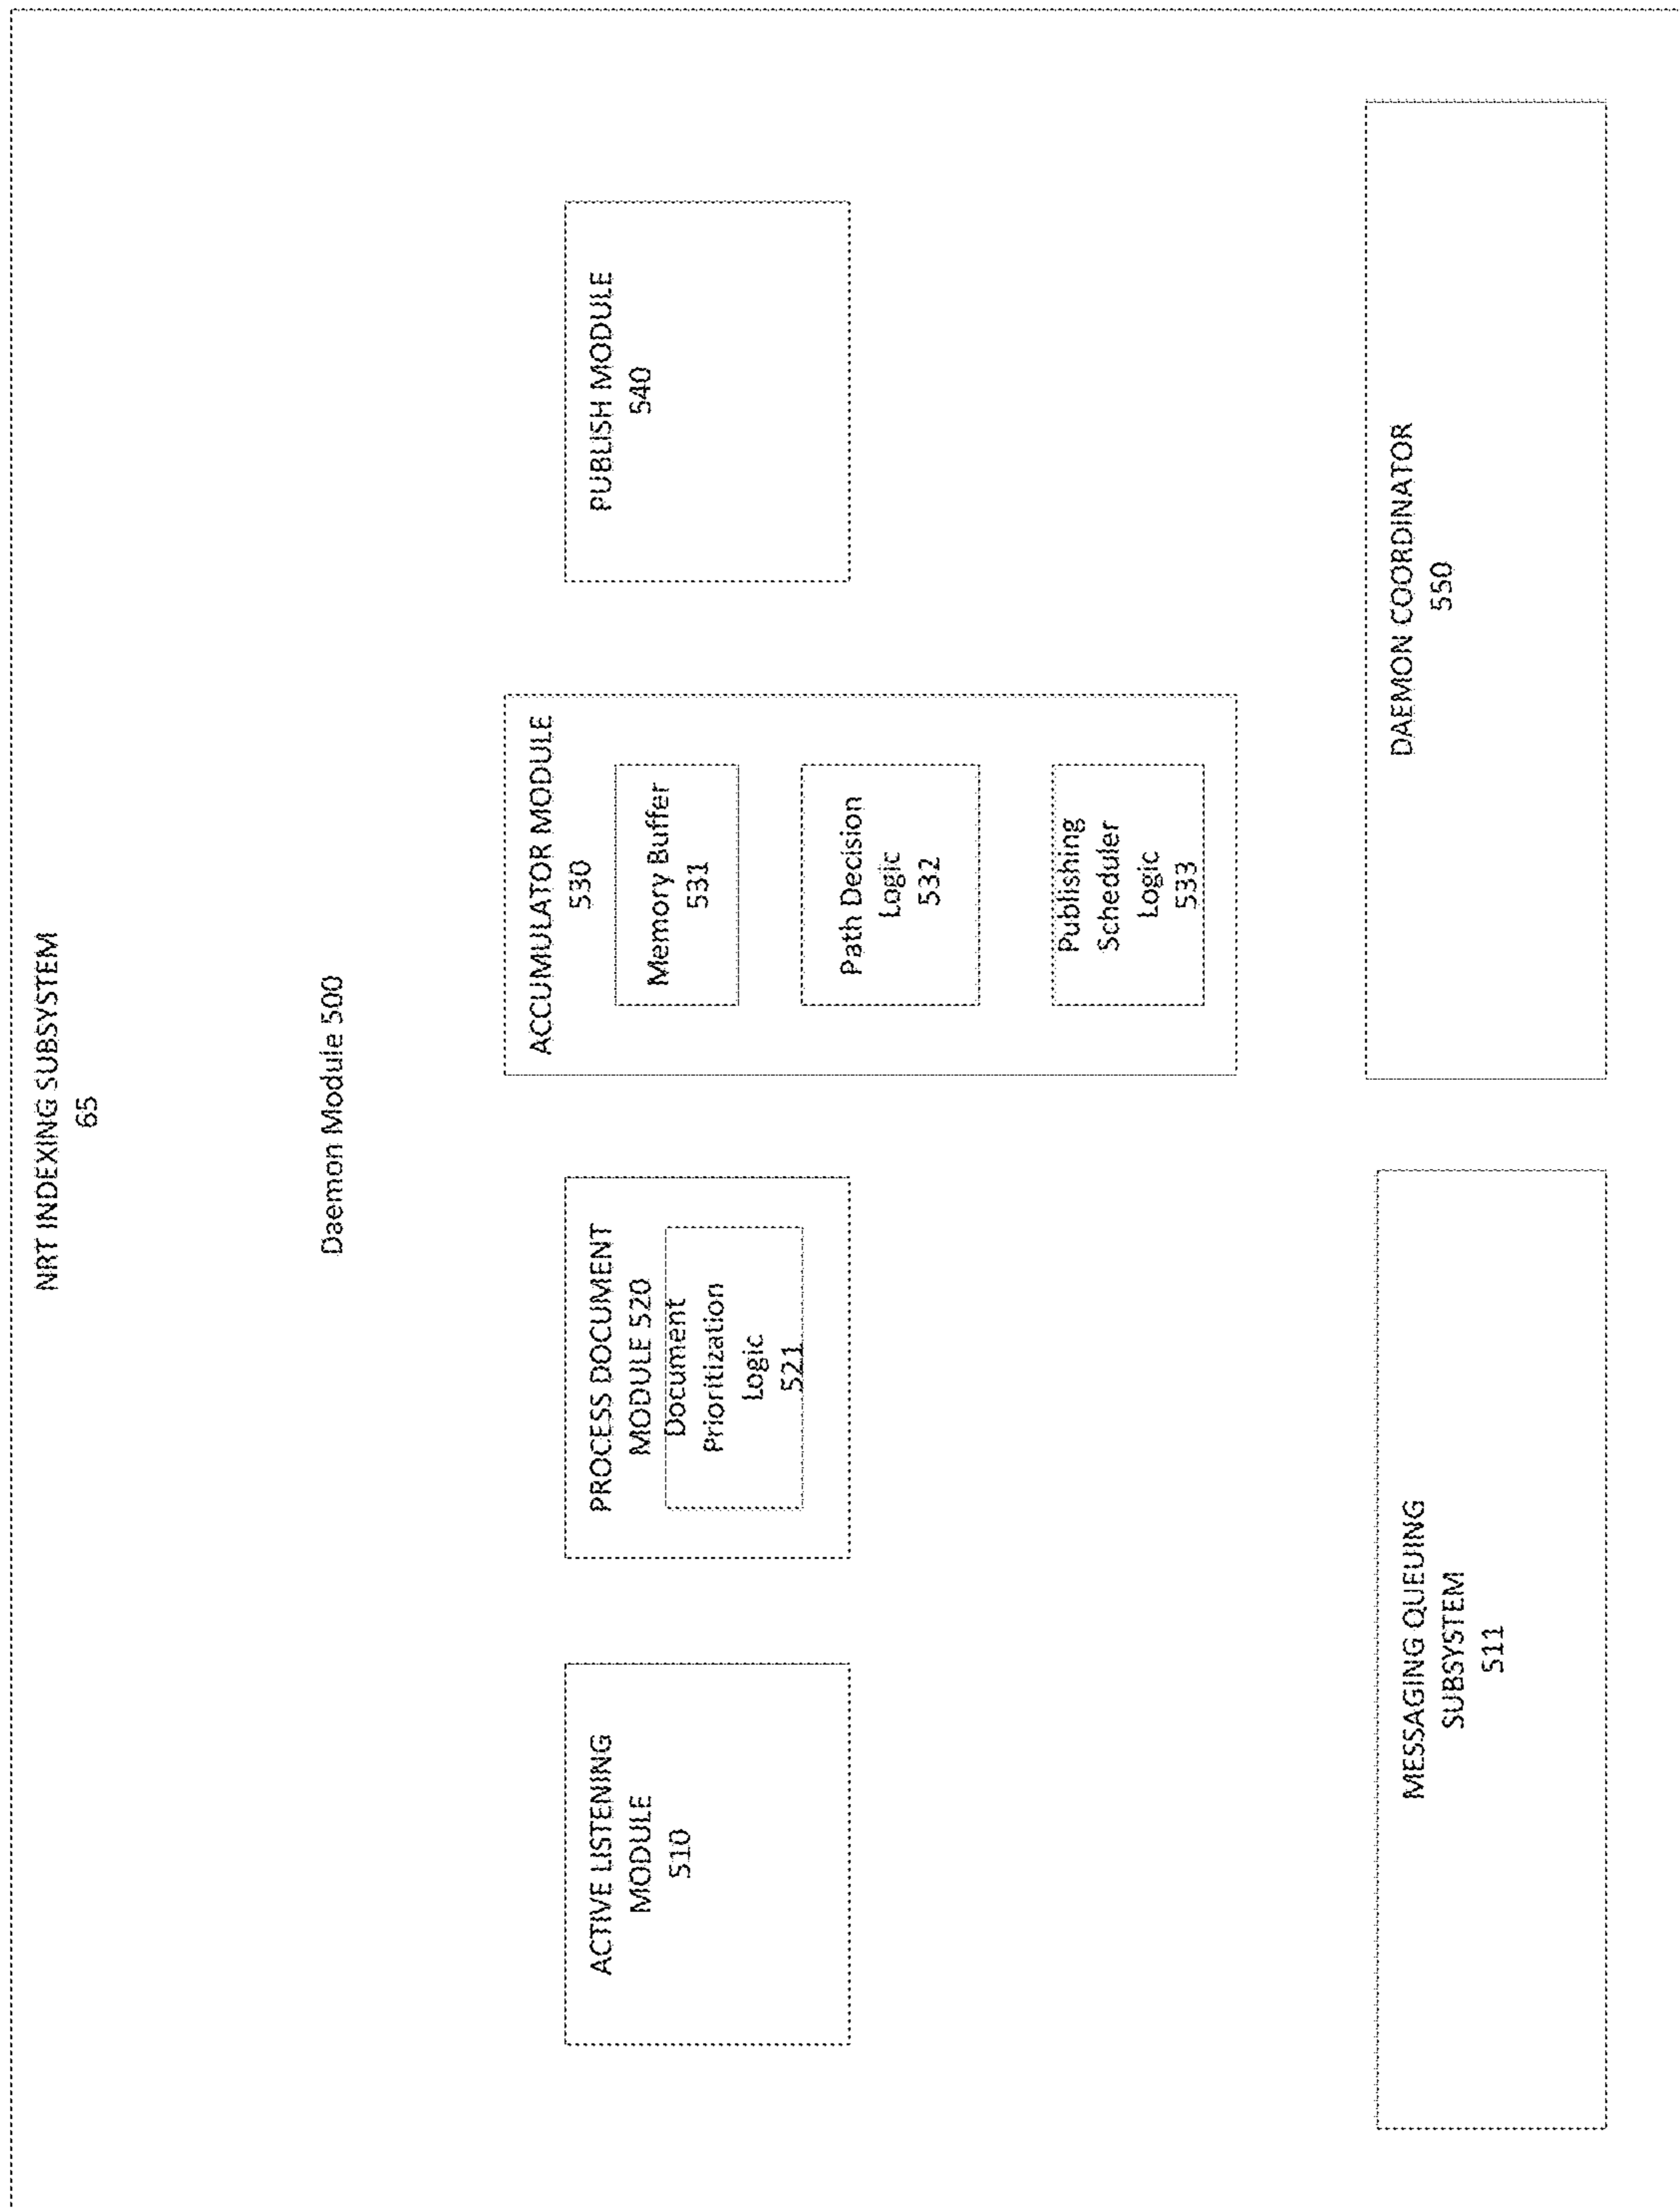 NRT INDEXING SUBSYSTEM
65
Daemon Module 500
ACTIVE LISTENING
MODULE
510
PROCESS DOCUMENT
MODULE 520
Document
Prioritization
Logic
521
ACCUMULATOR MODULE
530
Memory Buffer
531
Path Decision
Logic
532
Publishing
Scheduler
Logic
533
PUBLISH MODULE
540
MESSAGING QUEUING
SUBSYSTEM
511
DAEMON COORDINATOR
550